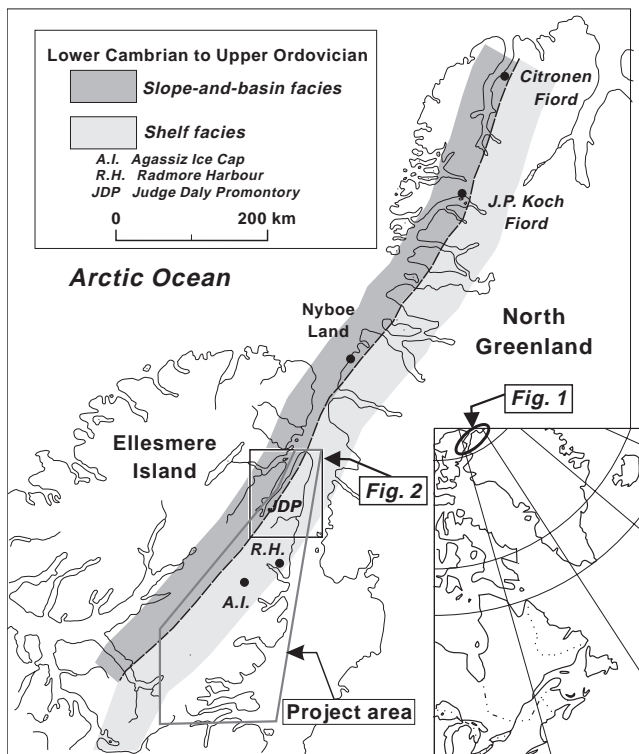 Lower Cambrian to Upper Ordovician
Slope-and-basin facies
Shelf facies
A.I. Agassiz Ice Cap
R.H. Radmore Harbour
JDP Judge Daly Promontory
0 200 km
Citronen
Fiord
J.P. Koch
Fiord
Arctic Ocean
Nyboe
Land
North
Greenland
Fig. 1
Ellesmere
Island
Fig. 2
JDP
R.H.
A.I.
Project area